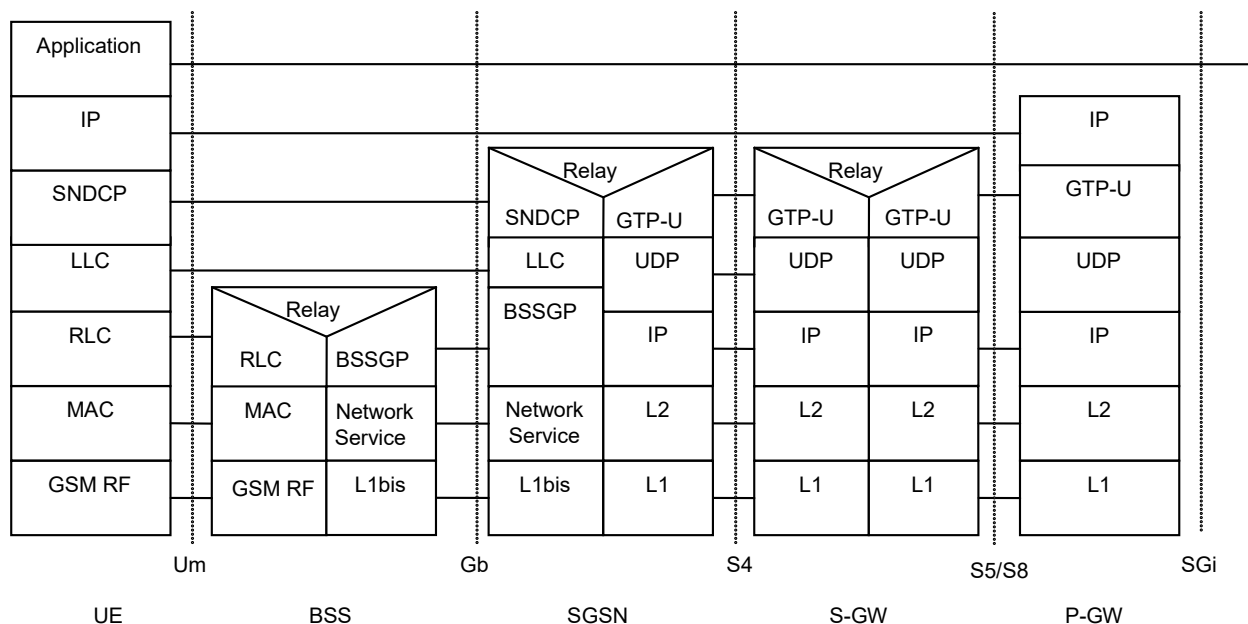 Application
IP
IP
Relay
Relay
SNDCP
GTP-U
SNDCP
GTP-U
GTP-U
GTP-U
LLC
LLC
UDP
UDP
UDP
UDP
Relay
BSSGP
RLC
IP
IP
IP
IP
RLC
BSSGP
MAC
MAC
Network
Service
Network
Service
L2
L2
L2
L2
GSM RF
GSM RF
L1bis
L1bis
L1
L1
L1
L1
Um
Gb
S4
S5/S8
SGi
UE
BSS
SGSN
S-GW
P-GW